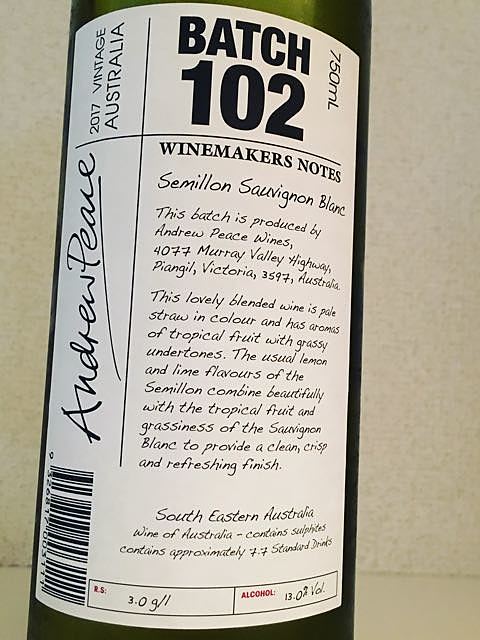 2017 VINTAGE
AUSTRALIA
BATCH
102
750mL
WINEMAKERS NOTES
Andrew Peace
Semillon Sauvignon Blanc
This batch is produced by
Andrew Peace Wines,
4077 Murray Valley Highway,
Piangil, Victoria, 3597, Australia.
This lovely blended wine is pale
straw in colour and has aromas
of tropical fruit with grassy
undertones. The usual lemon
and lime flavours of the
Semillon combine beautifully
with the tropical fruit and
grassiness of the Sauvignon
Blanc to provide a clean, crisp
and refreshing finish.
South Eastern Australia
Wine of Australia - contains sulphites
contains approximately 7.7 Standard Drinks
R.S: 3.0 g/l
ALCOHOL: 13.0% Vol.